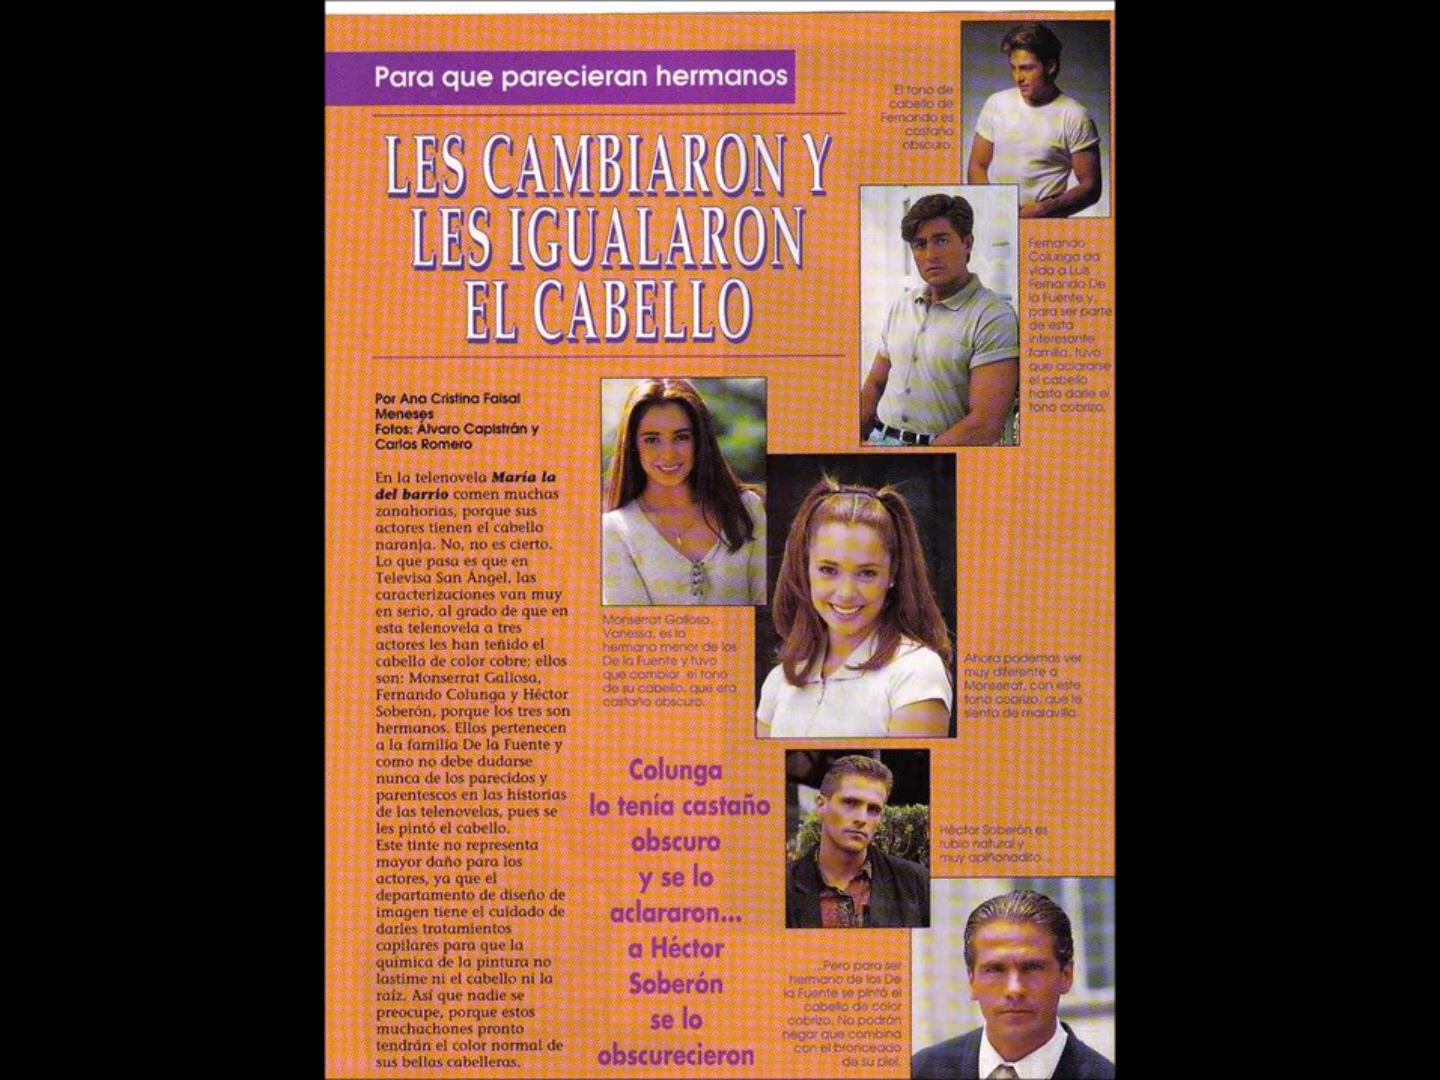 Para que parecieran hermanos
LES CAMBIARON Y
LES IGUALARON
EL CABELLO
Por Ana Cristina Faisal
Meneses
Fotos: Álvaro Capistrán y
Carlos Romero
En la telenovela María la
del barrio comen muchas
zanahorias, porque sus
actores tienen el cabello
naranja. No, no es cierto.
Lo que pasa es que en
Televisa San Ángel, las
caracterizaciones van muy
en serio, al grado de que en
esta telenovela a tres
actores les han teñido el
cabello de color cobre; ellos
son: Monserrat Gallosa,
Fernando Colunga y Héctor
Soberón, porque los tres son
hermanos. Ellos pertenecen
a la familia De la Fuente y
como no debe dudarse
nunca de los parecidos y
parentescos en las historias
de las telenovelas, pues se
les pintó el cabello.
Este tinte no representa
mayor daño para los
actores, ya que el
departamento de diseño de
imagen tiene el cuidado de
darles tratamientos
capilares para que la
química de la pintura no
lastime ni el cabello ni la
raíz. Así que nadie se
preocupe, porque estos
muchachones pronto
tendrán el color normal de
sus bellas cabelleras.
El tono de
cabello de
Fernando es
castaño
obscuro.
Fernando
Colunga da
vida a Luis
Fernando De
la Fuente y,
para ser parte
de esta
interesante
familia, tuvo
que aclararse
el cabello
hasta darle el
tono cobrizo.
Monserrat Gallosa,
Vanessa, es la
hermana menor de los
De la Fuente y tuvo
que cambiar el tono
de su cabello, que era
castaño obscuro.
Ahora podemos ver
muy diferente a
Monserrat, con este
tono cobrizo, que le
sienta de maravilla.
Colunga
lo tenía castaño
obscuro
y se lo
aclararon...
a Héctor
Soberón
se lo
obscurecieron
Héctor Soberón es
rubio natural y
muy apiñonadito...
...Pero para ser
hermano de los De
la Fuente se pintó el
cabello de color
cobrizo. No podrán
negar que combina
con el bronceado
de su piel.